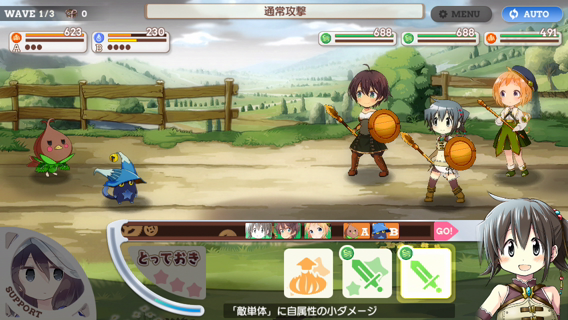 WAVE 1/3 0
通常攻撃
MENU
AUTO
623
A
230
B
688
688
491
A B GO!
とっておき
SUPPORT
「敵単体」に自属性の小ダメージ